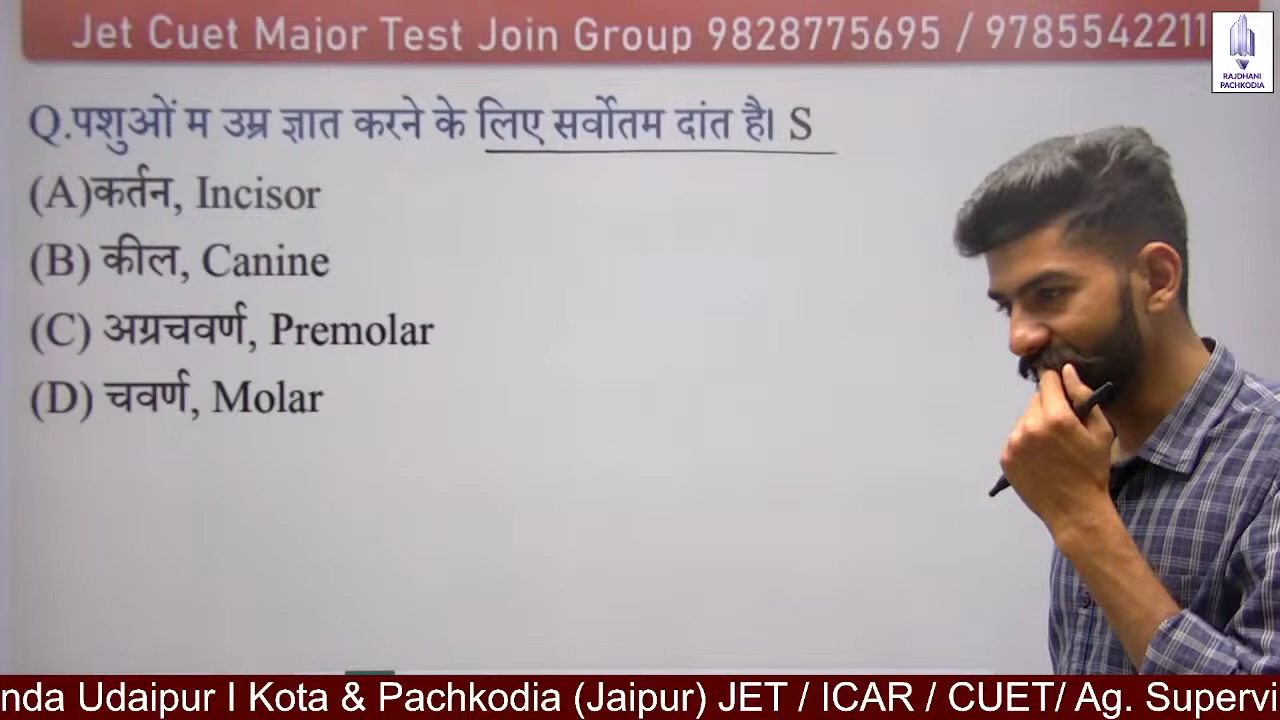 Jet Cuet Major Test Join Group 9828775695 / 9785542211
RAJDHANI
PACHKODIA
Q.पशुओं म उम्र ज्ञात करने के लिए सर्वोतम दांत है। S
(A)कर्तन, Incisor
(B) कील, Canine
(C) अग्रचवर्ण, Premolar
(D) चवर्ण, Molar
nda Udaipur I Kota & Pachkodia (Jaipur) JET / ICAR / CUET/ Ag. Supervi